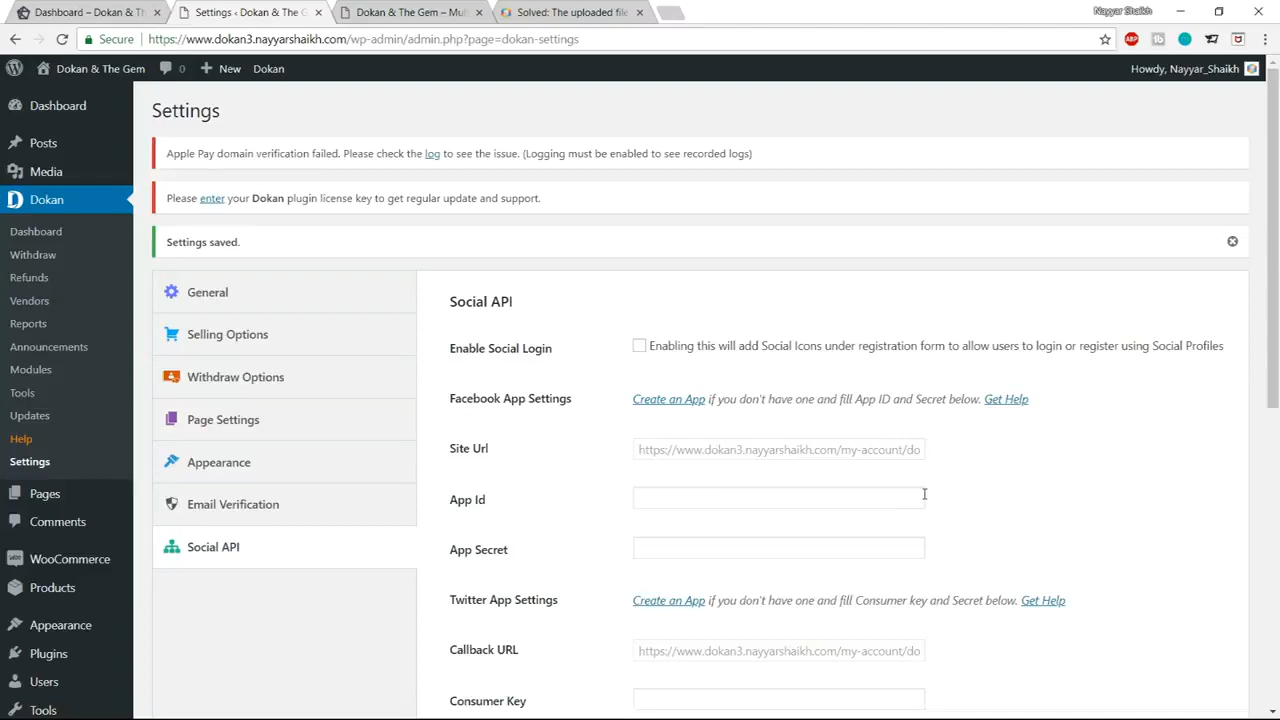 Dashboard – Dokan & Th
Settings ‹ Dokan & The G
Dokan & The Gem – Mul
Solved: The uploaded file
Nayyar Shaikh
Secure
https://www.dokan3.nayyarshaikh.com/wp-admin/admin.php?page=dokan-settings
ABP
Dokan & The Gem
0
New
Dokan
Howdy, Nayyar_Shaikh
Dashboard
Posts
Media
Dokan
Dashboard
Withdraw
Refunds
Vendors
Reports
Announcements
Modules
Tools
Updates
Help
Settings
Pages
Comments
WooCommerce
Products
Appearance
Plugins
Users
Tools
Settings
Apple Pay domain verification failed. Please check the log to see the issue. (Logging must be enabled to see recorded logs)
Please enter your Dokan plugin license key to get regular update and support.
Settings saved.
General
Selling Options
Withdraw Options
Page Settings
Appearance
Email Verification
Social API
Social API
Enable Social Login
Enabling this will add Social Icons under registration form to allow users to login or register using Social Profiles
Facebook App Settings
Create an App if you don't have one and fill App ID and Secret below. Get Help
Site Url
https://www.dokan3.nayyarshaikh.com/my-account/do
App Id
App Secret
Twitter App Settings
Create an App if you don't have one and fill Consumer key and Secret below. Get Help
Callback URL
https://www.dokan3.nayyarshaikh.com/my-account/do
Consumer Key